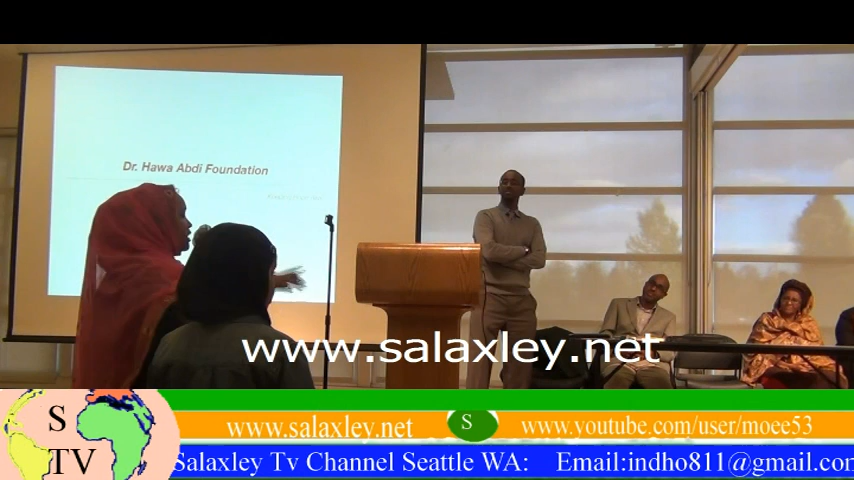 Dr. Hawa Abdi Foundation
www.salaxley.net
S
TV
www.salaxley.net
S
www.youtube.com/user/moee53
Salaxley Tv Channel Seattle WA: Email:indho811@gmail.com